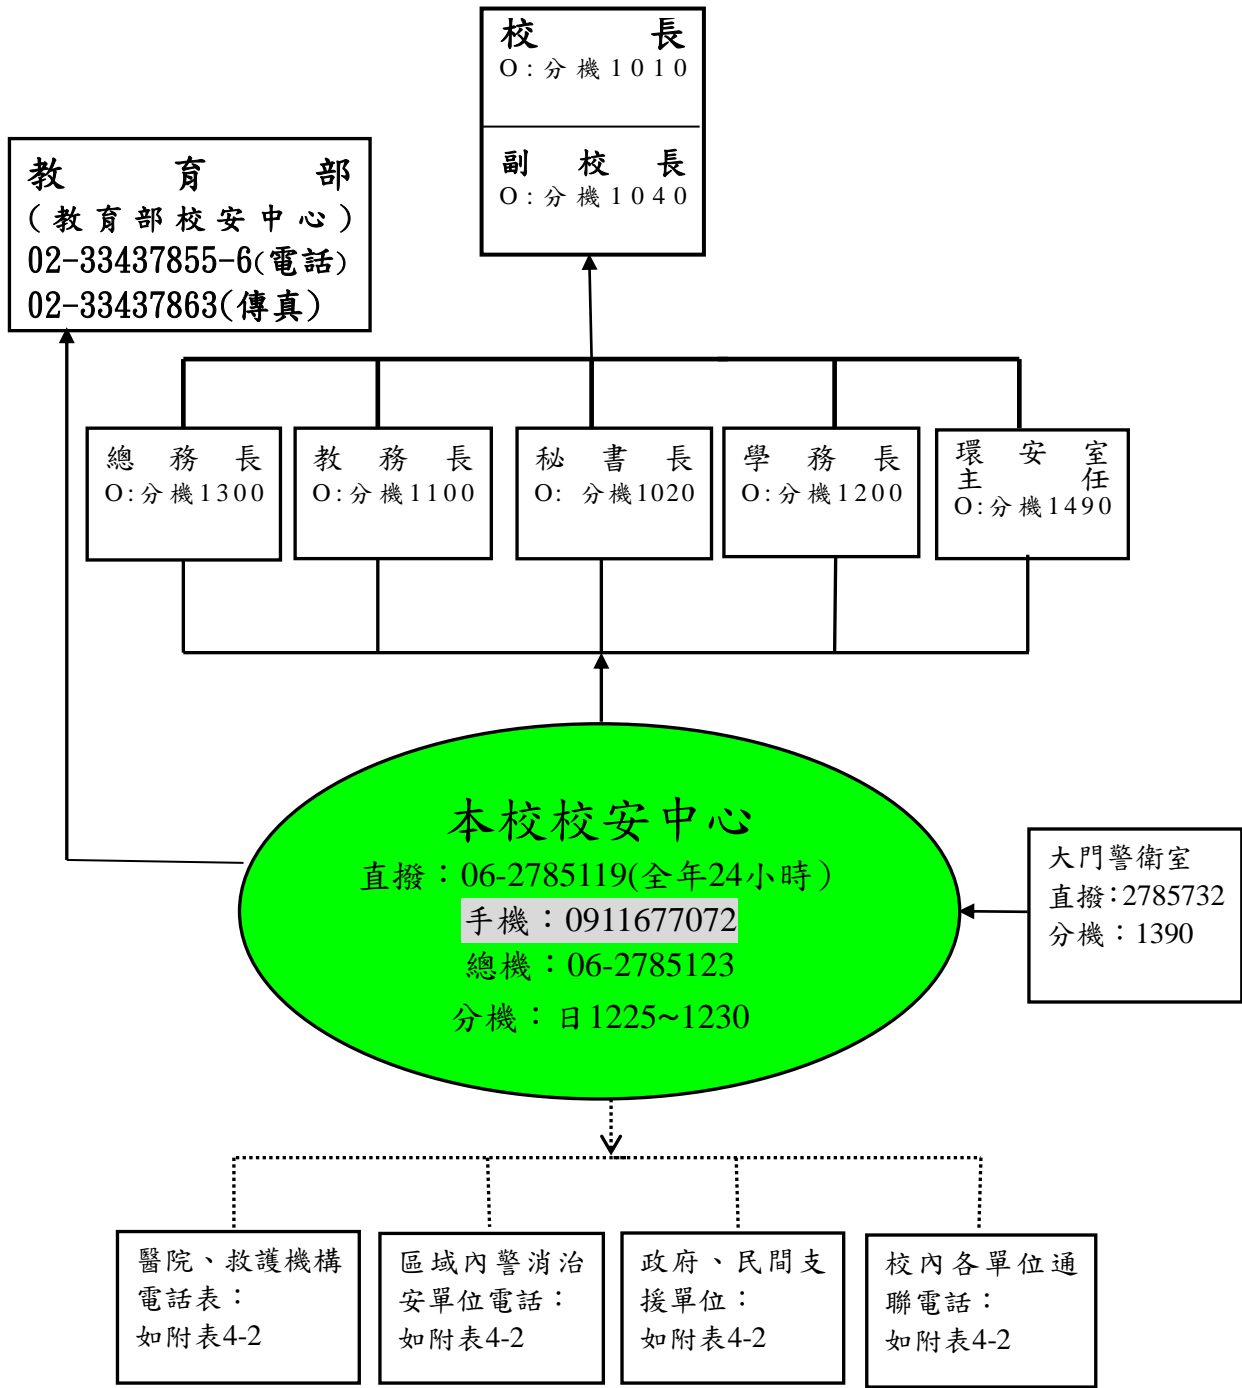 校長
O:分機1010
副校長
O:分機1040
教育部
(教育部校安中心)
02-33437855-6(電話)
02-33437863(傳真)
總務長
O:分機1300
教務長
O:分機1100
秘書長
O: 分機1020
學務長
O:分機1200
環安室
主任
O:分機1490
本校校安中心
直撥：06-2785119(全年24小時）
手機：0911677072
總機：06-2785123
分機：日1225~1230
大門警衛室
直撥:2785732
分機：1390
醫院、救護機構
電話表：
如附表4-2
區域內警消治
安單位電話：
如附表4-2
政府、民間支
援單位：
如附表4-2
校內各單位通
聯電話：
如附表4-2